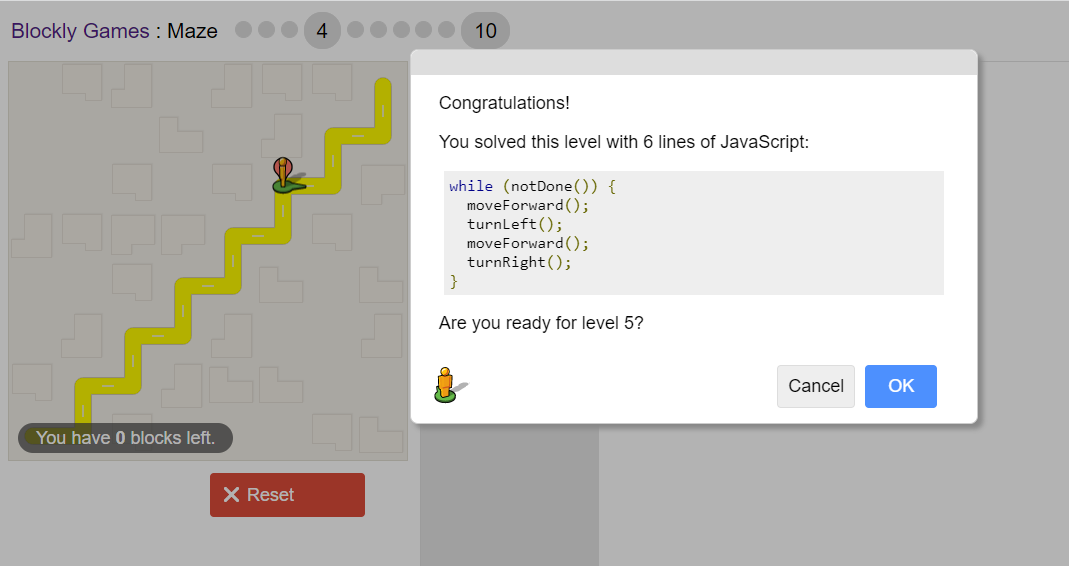 Blockly Games : Maze 4 10
Congratulations!
You solved this level with 6 lines of JavaScript:
while (notDone()) {
  moveForward();
  turnLeft();
  moveForward();
  turnRight();
}
Are you ready for level 5?
Cancel OK
You have 0 blocks left.
Reset